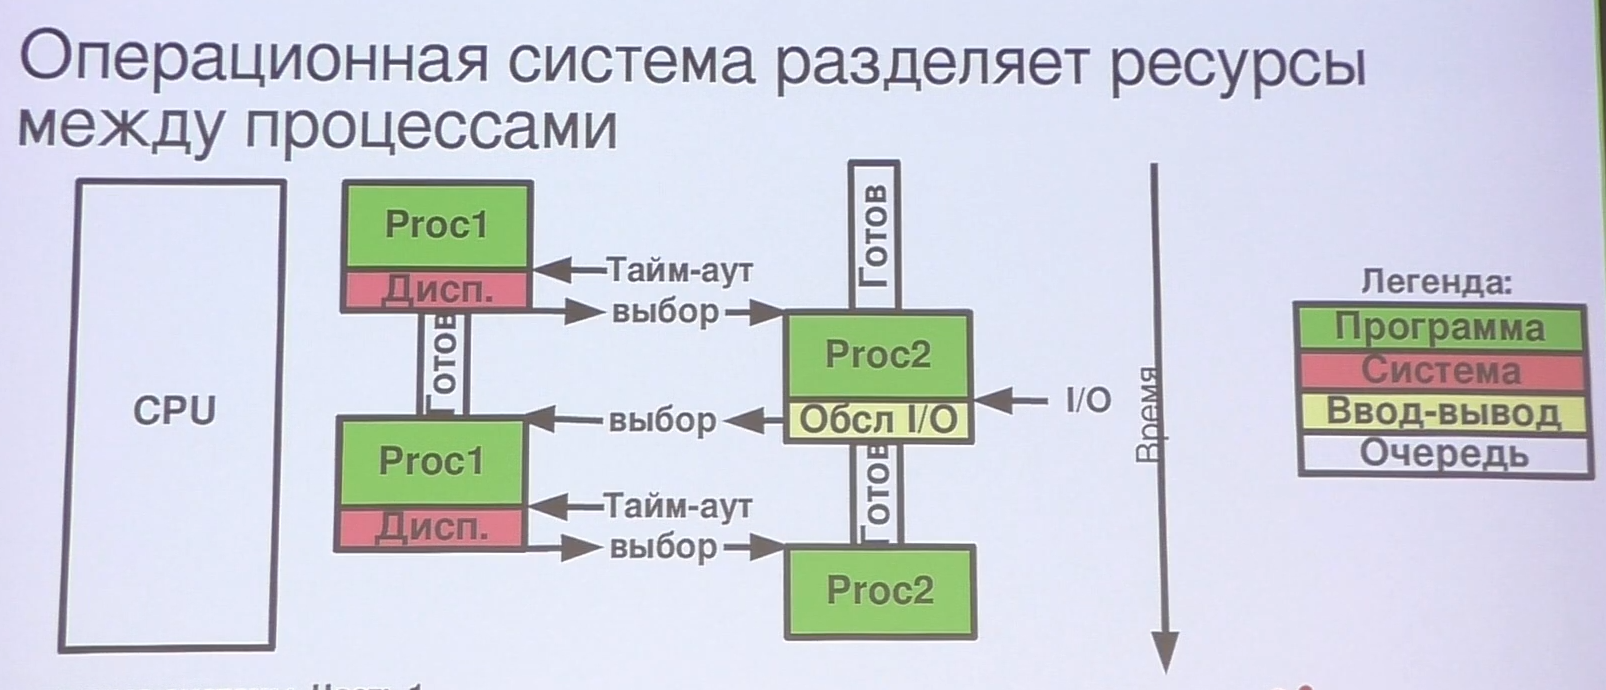 Операционная система разделяет ресурсы
между процессами
CPU
Proc1
Дисп.
Готов
Proc1
Дисп.
Тайм-аут
выбор
выбор
Тайм-аут
выбор
Готов
Proc2
Обсл I/O
Готов
Proc2
I/O
Время
Легенда:
Программа
Система
Ввод-вывод
Очередь